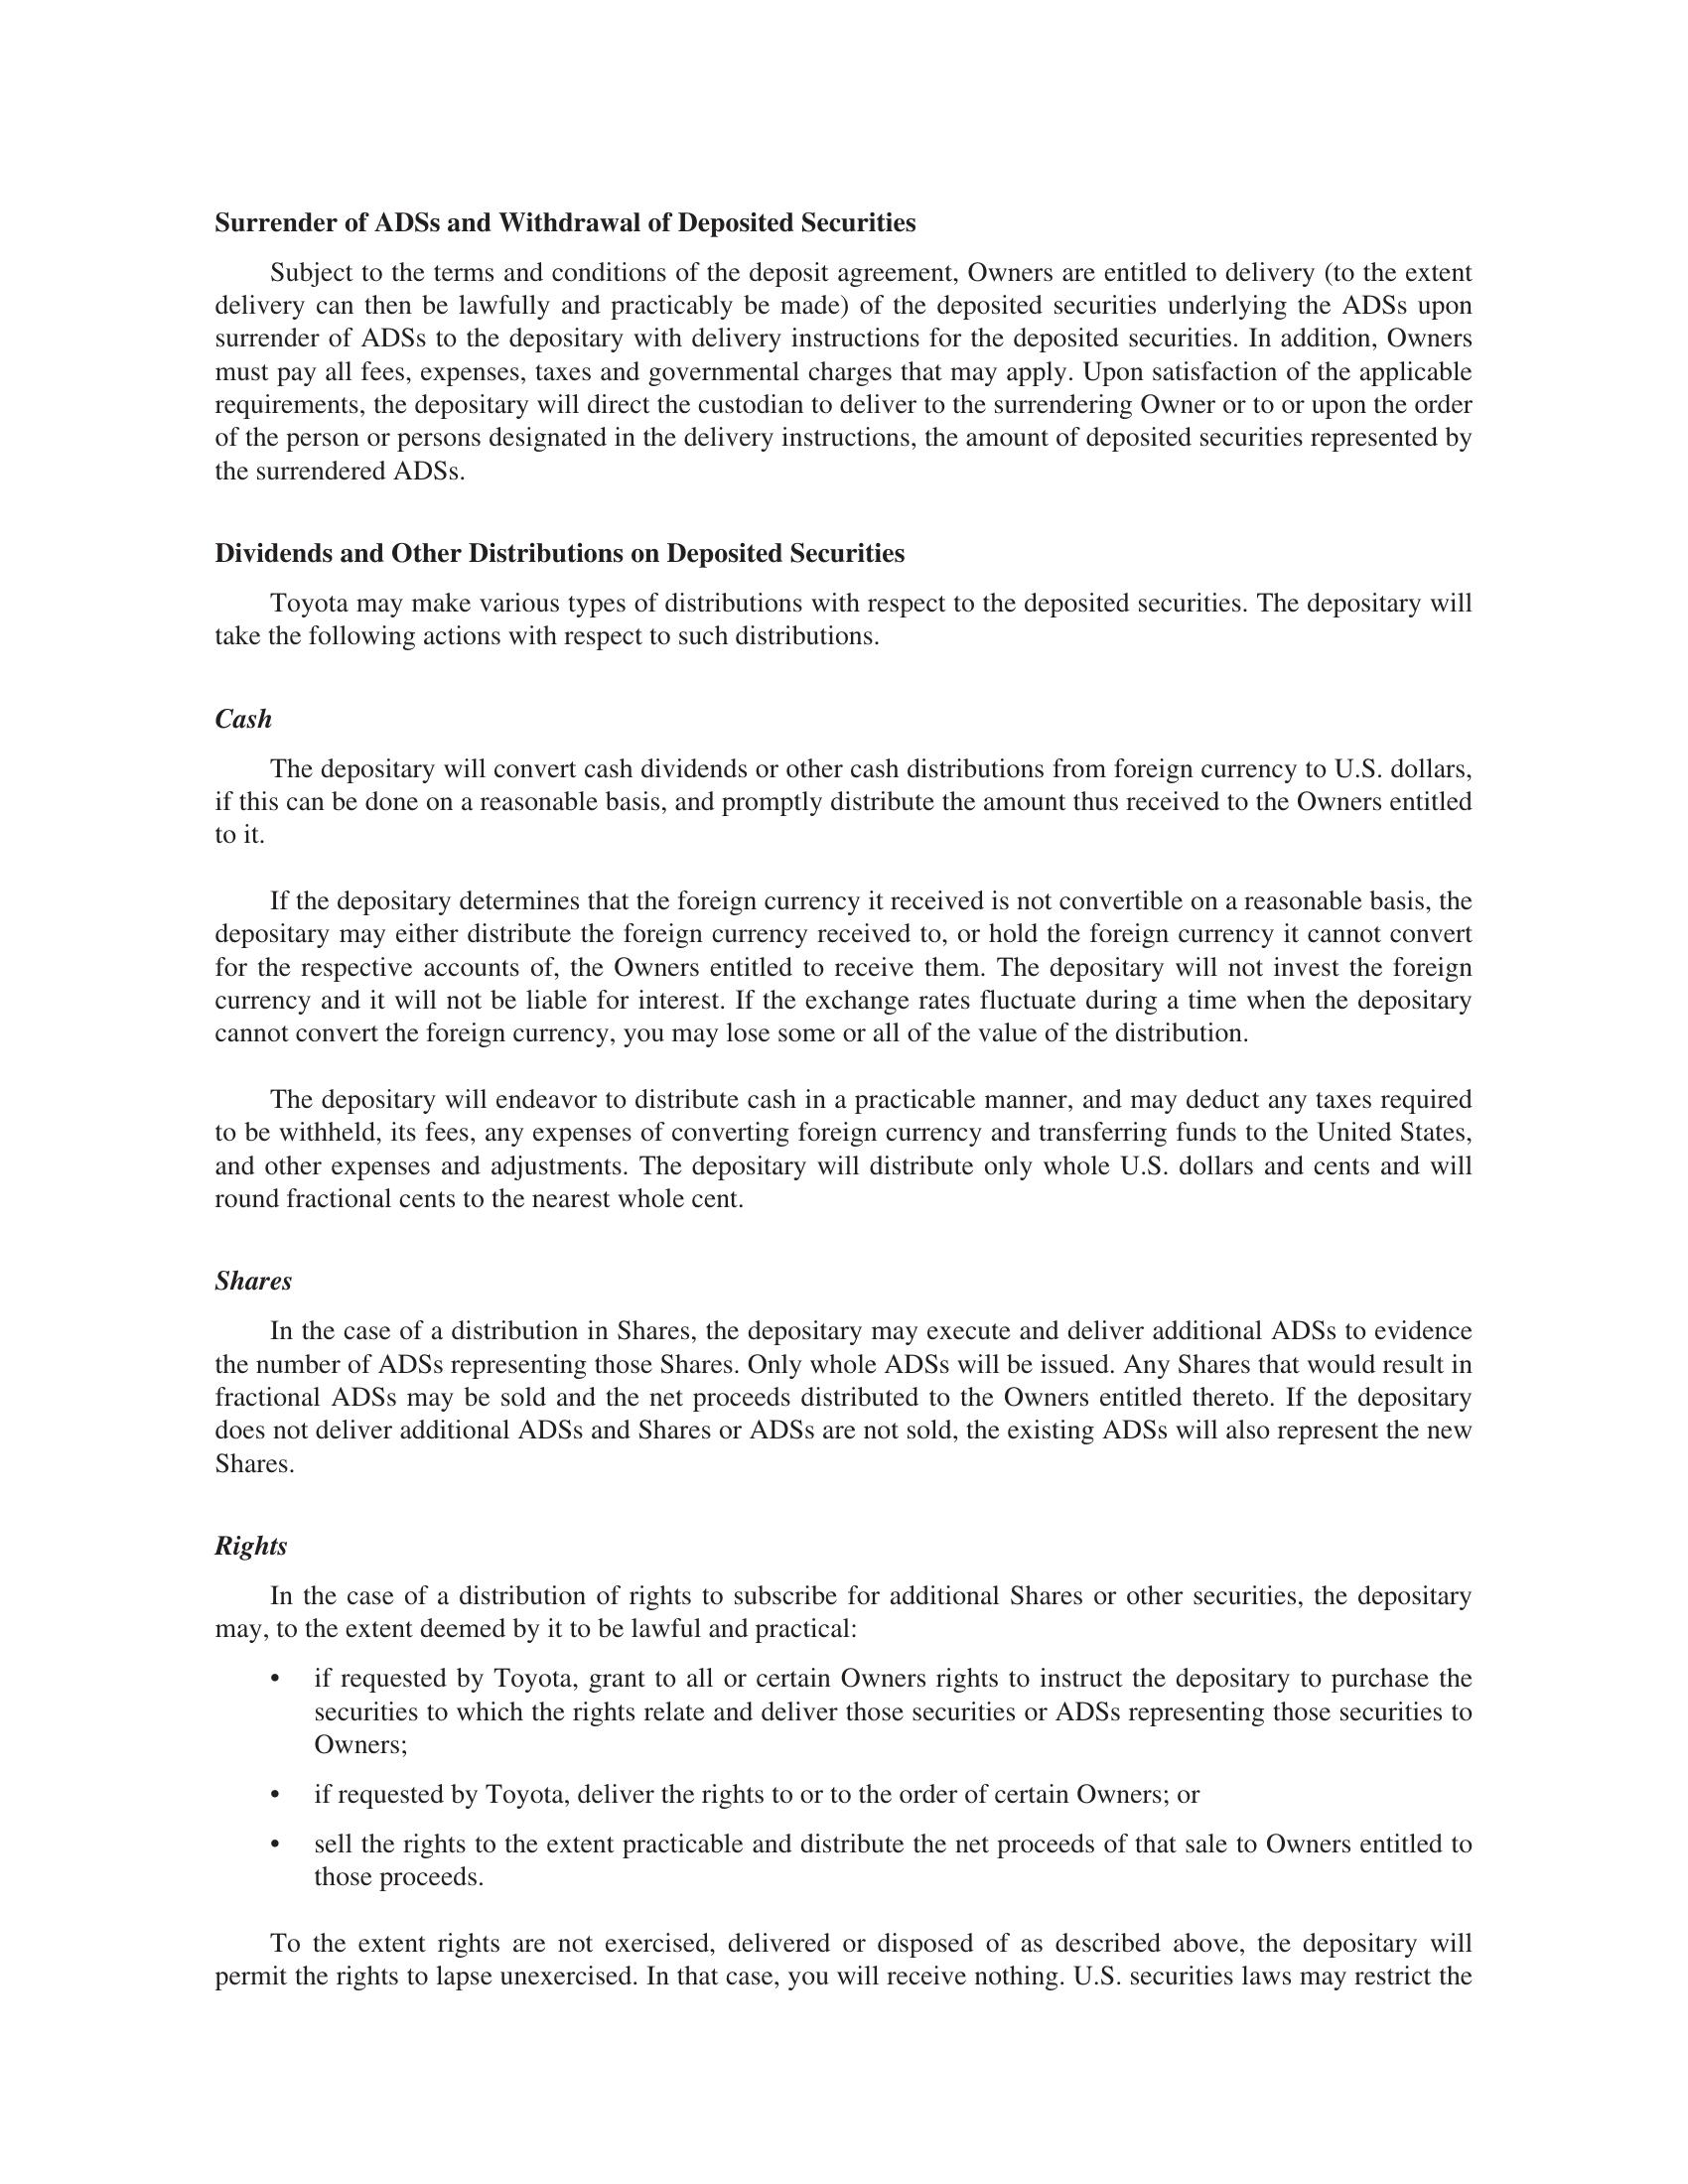 Surrender of ADSs and Withdrawal of Deposited Securities
Subject to the terms and conditions of the deposit agreement, Owners are entitled to delivery (to the extent
delivery can then be lawfully and practicably be made) of the deposited securities underlying the ADSs upon
surrender of ADSs to the depositary with delivery instructions for the deposited securities. In addition, Owners
must pay all fees, expenses, taxes and governmental charges that may apply. Upon satisfaction of the applicable
requirements, the depositary will direct the custodian to deliver to the surrendering Owner or to or upon the order
of the person or persons designated in the delivery instructions, the amount of deposited securities represented by
the surrendered ADSs.
Dividends and Other Distributions on Deposited Securities
Toyota may make various types of distributions with respect to the deposited securities. The depositary will
take the following actions with respect to such distributions.
Cash
The depositary will convert cash dividends or other cash distributions from foreign currency to U.S. dollars,
if this can be done on a reasonable basis, and promptly distribute the amount thus received to the Owners entitled
to it.
If the depositary determines that the foreign currency it received is not convertible on a reasonable basis, the
depositary may either distribute the foreign currency received to, or hold the foreign currency it cannot convert
for the respective accounts of, the Owners entitled to receive them. The depositary will not invest the foreign
currency and it will not be liable for interest. If the exchange rates fluctuate during a time when the depositary
cannot convert the foreign currency, you may lose some or all of the value of the distribution.
The depositary will endeavor to distribute cash in a practicable manner, and may deduct any taxes required
to be withheld, its fees, any expenses of converting foreign currency and transferring funds to the United States,
and other expenses and adjustments. The depositary will distribute only whole U.S. dollars and cents and will
round fractional cents to the nearest whole cent.
Shares
In the case of a distribution in Shares, the depositary may execute and deliver additional ADSs to evidence
the number of ADSs representing those Shares. Only whole ADSs will be issued. Any Shares that would result in
fractional ADSs may be sold and the net proceeds distributed to the Owners entitled thereto. If the depositary
does not deliver additional ADSs and Shares or ADSs are not sold, the existing ADSs will also represent the new
Shares.
Rights
In the case of a distribution of rights to subscribe for additional Shares or other securities, the depositary
may, to the extent deemed by it to be lawful and practical:
• if requested by Toyota, grant to all or certain Owners rights to instruct the depositary to purchase the
securities to which the rights relate and deliver those securities or ADSs representing those securities to
Owners;
• if requested by Toyota, deliver the rights to or to the order of certain Owners; or
• sell the rights to the extent practicable and distribute the net proceeds of that sale to Owners entitled to
those proceeds.
To the extent rights are not exercised, delivered or disposed of as described above, the depositary will
permit the rights to lapse unexercised. In that case, you will receive nothing. U.S. securities laws may restrict the